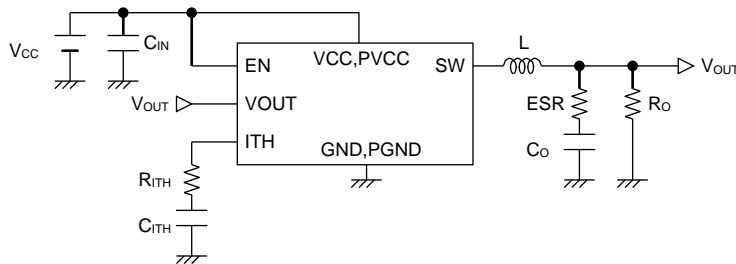 VCC
CIN
EN
VCC,PVCC
SW
L
VOUT
VOUT
VOUT
ITH
GND,PGND
ESR
RO
CO
RITH
CITH